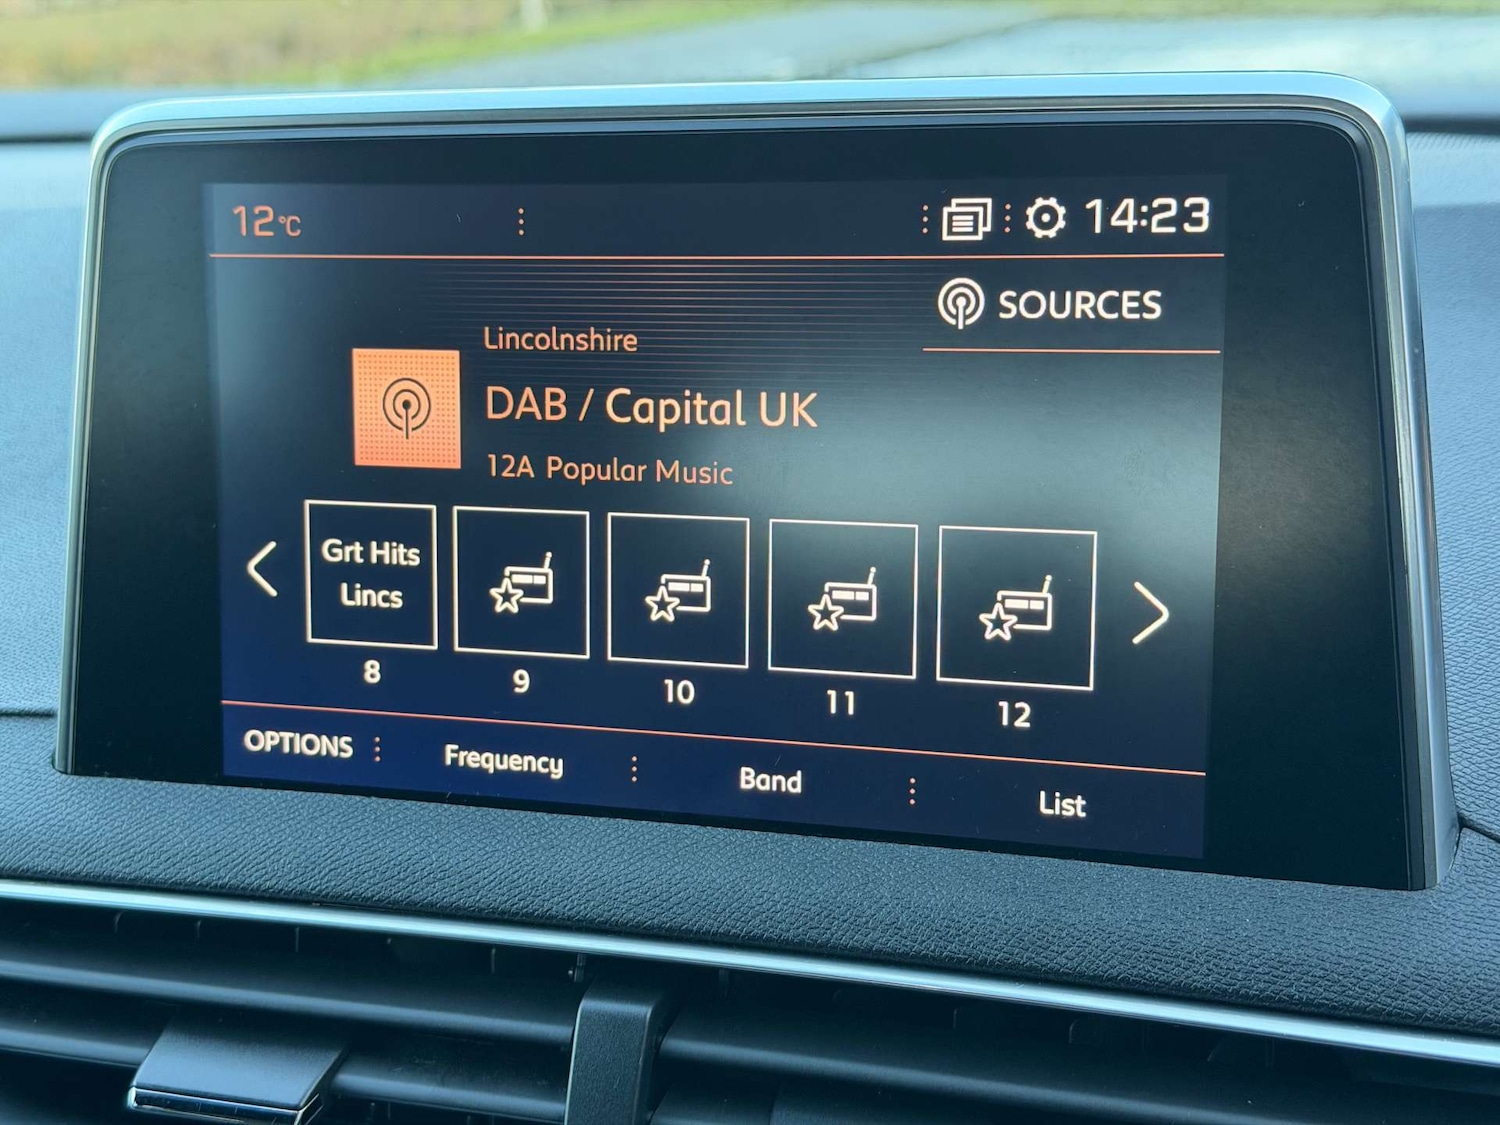 12°C
14:23
SOURCES
Lincolnshire
DAB / Capital UK
12A Popular Music
Grt Hits
Lincs
8
9
10
11
12
OPTIONS
Frequency
Band
List